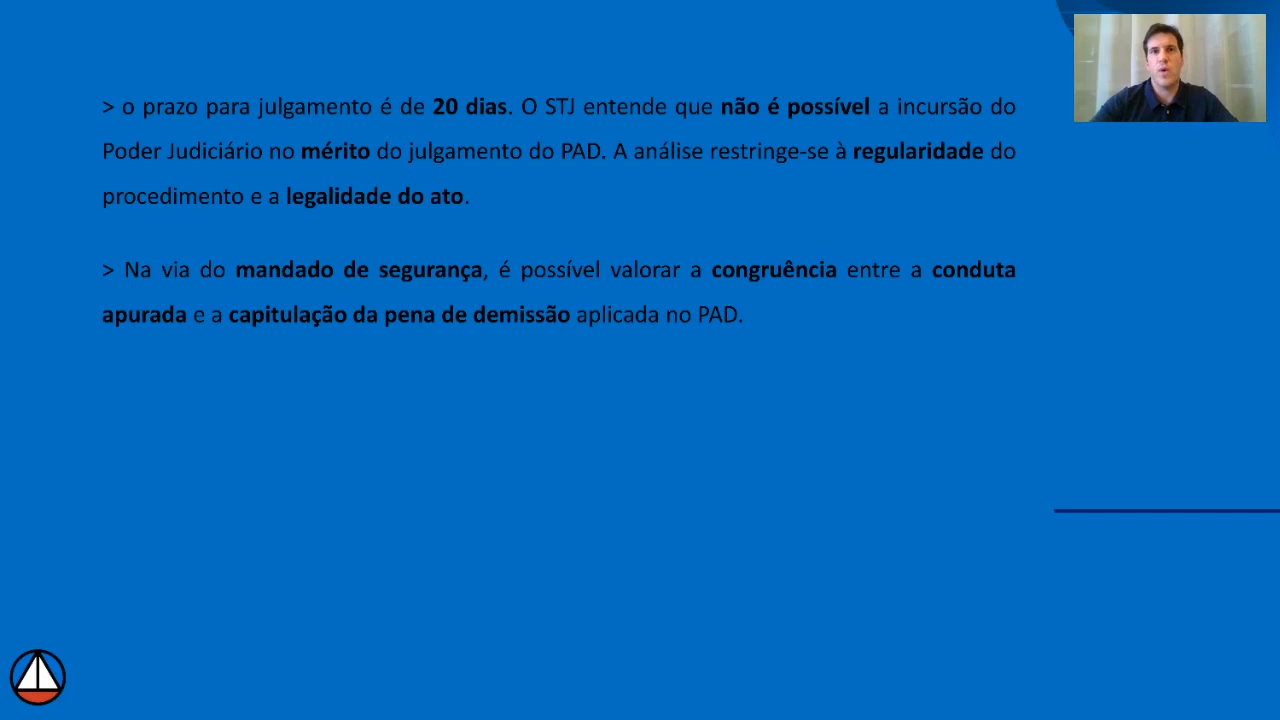 > o prazo para julgamento é de 20 dias. O STJ entende que não é possível a incursão do
Poder Judiciário no mérito do julgamento do PAD. A análise restringe-se à regularidade do
procedimento e a legalidade do ato.
> Na via do mandado de segurança, é possível valorar a congruência entre a conduta
apurada e a capitulação da pena de demissão aplicada no PAD.